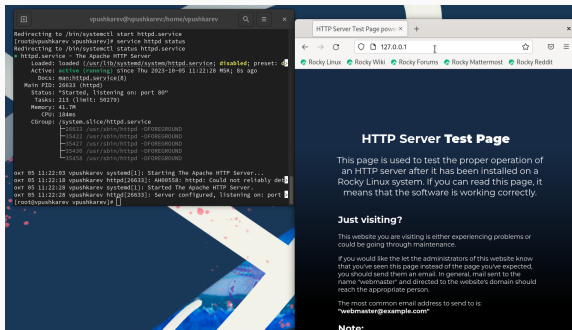 vpushkarev@vpushkarev:/home/vpushkarev
Redirecting to /bin/systemctl start httpd.service
[root@vpushkarev vpushkarev]# service httpd status
Redirecting to /bin/systemctl status httpd.service
● httpd.service - The Apache HTTP Server
Loaded: loaded (/usr/lib/systemd/system/httpd.service; disabled; preset: d>
Active: active (running) since Thu 2023-10-05 11:22:28 MSK; 8s ago
Docs: man:httpd.service(8)
Main PID: 26633 (httpd)
Status: "Started, listening on: port 80"
Tasks: 213 (limit: 50279)
Memory: 41.7M
CPU: 184ms
CGroup: /system.slice/httpd.service
├─26633 /usr/sbin/httpd -DFOREGROUND
├─35422 /usr/sbin/httpd -DFOREGROUND
├─35427 /usr/sbin/httpd -DFOREGROUND
├─35430 /usr/sbin/httpd -DFOREGROUND
└─35458 /usr/sbin/httpd -DFOREGROUND
окт 05 11:22:03 vpushkarev systemd[1]: Starting The Apache HTTP Server...
окт 05 11:22:18 vpushkarev httpd[26633]: AH00558: httpd: Could not reliably det>
окт 05 11:22:28 vpushkarev systemd[1]: Started The Apache HTTP Server.
окт 05 11:22:28 vpushkarev httpd[26633]: Server configured, listening on: port >
[root@vpushkarev vpushkarev]#
HTTP Server Test Page powe
127.0.0.1
Rocky Linux Rocky Wiki Rocky Forums Rocky Mattermost Rocky Reddit
HTTP Server Test Page
This page is used to test the proper operation of
an HTTP server after it has been installed on a
Rocky Linux system. If you can read this page, it
means that the software is working correctly.
Just visiting?
This website you are visiting is either experiencing problems or
could be going through maintenance.
If you would like the let the administrators of this website know
that you've seen this page instead of the page you've expected,
you should send them an email. In general, mail sent to the
name "webmaster" and directed to the website's domain should
reach the appropriate person.
The most common email address to send to is:
"webmaster@example.com"
Note: